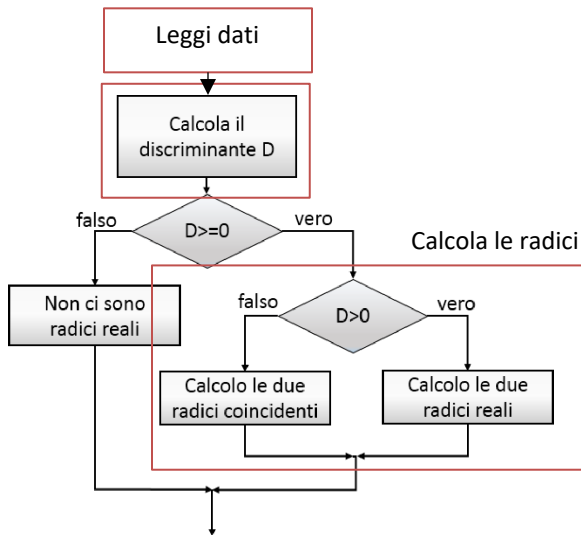 Leggi dati
Calcola il
discriminante D
falso
vero
D>=0
Calcola le radici
Non ci sono
radici reali
falso
vero
D>0
Calcolo le due
radici coincidenti
Calcolo le due
radici reali